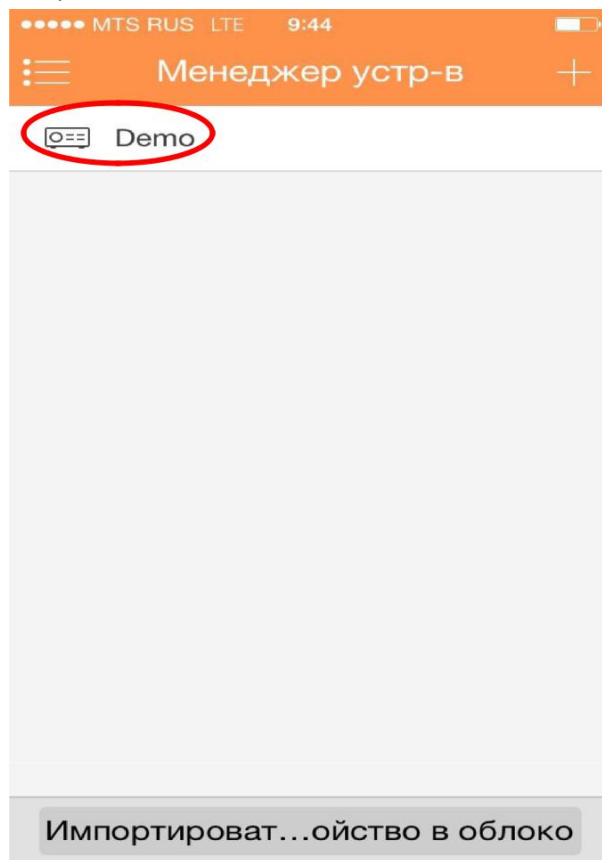 MTS RUS LTE 9:44
Менеджер устр-в
Demo
Импортироват...ойство в облоко